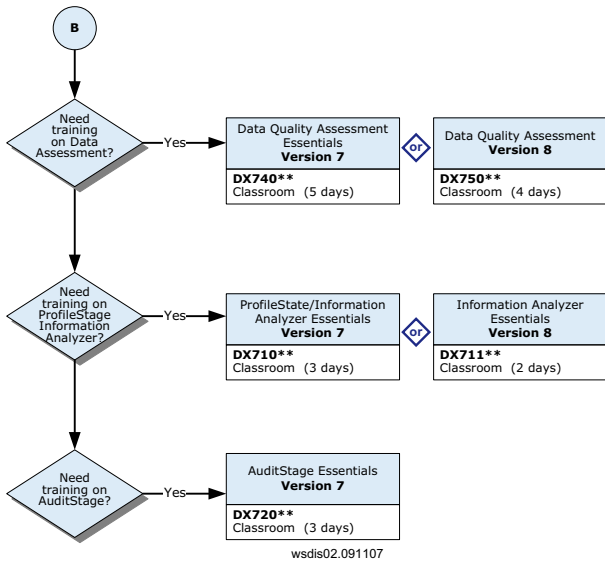 B
Need
training
on Data
Assessment?
Yes
Data Quality Assessment
Essentials
Version 7
DX740**
Classroom (5 days)
or
Data Quality Assessment
Version 8
DX750**
Classroom (4 days)
Need
training on
ProfileStage
Information
Analyzer?
Yes
ProfileState/Information
Analyzer Essentials
Version 7
DX710**
Classroom (3 days)
or
Information Analyzer
Essentials
Version 8
DX711**
Classroom (2 days)
Need
training on
AuditStage?
Yes
AuditStage Essentials
Version 7
DX720**
Classroom (3 days)
wsdis02.091107